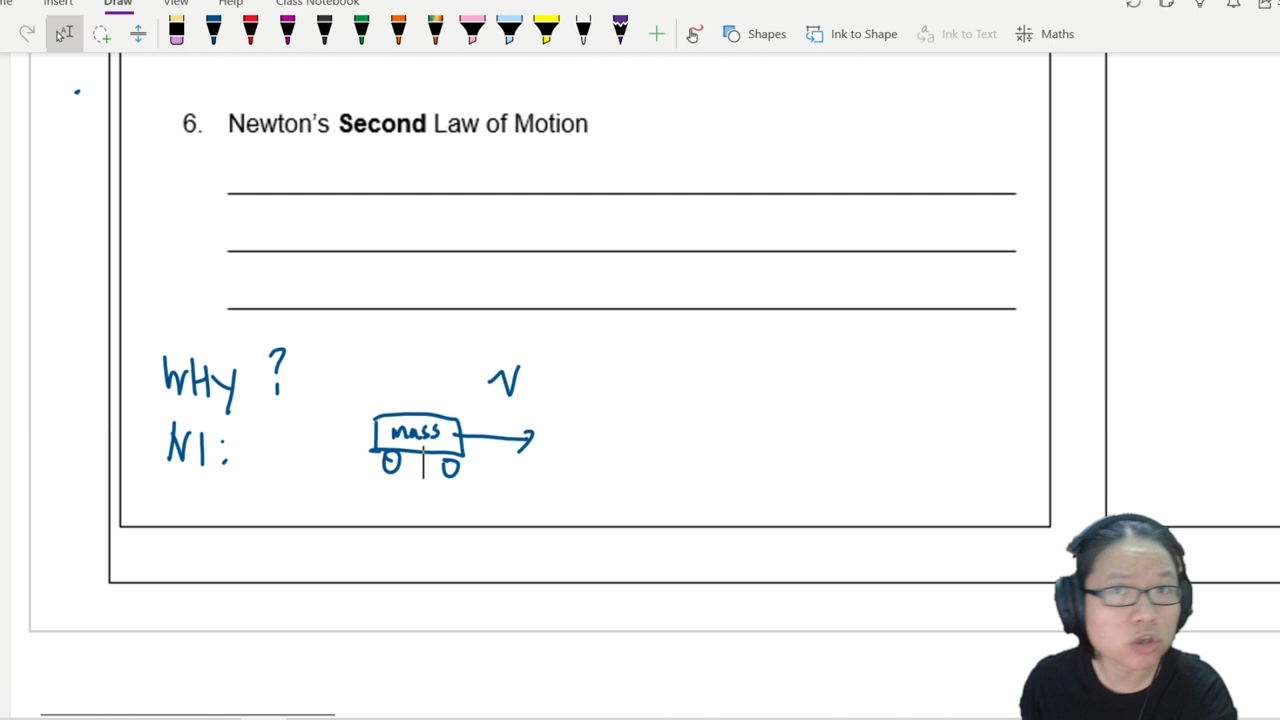 Insert Draw View Help Class Notebook
Shapes Ink to Shape Ink to Text Maths
6. Newton's Second Law of Motion
WHY ?
N1:
v
mass